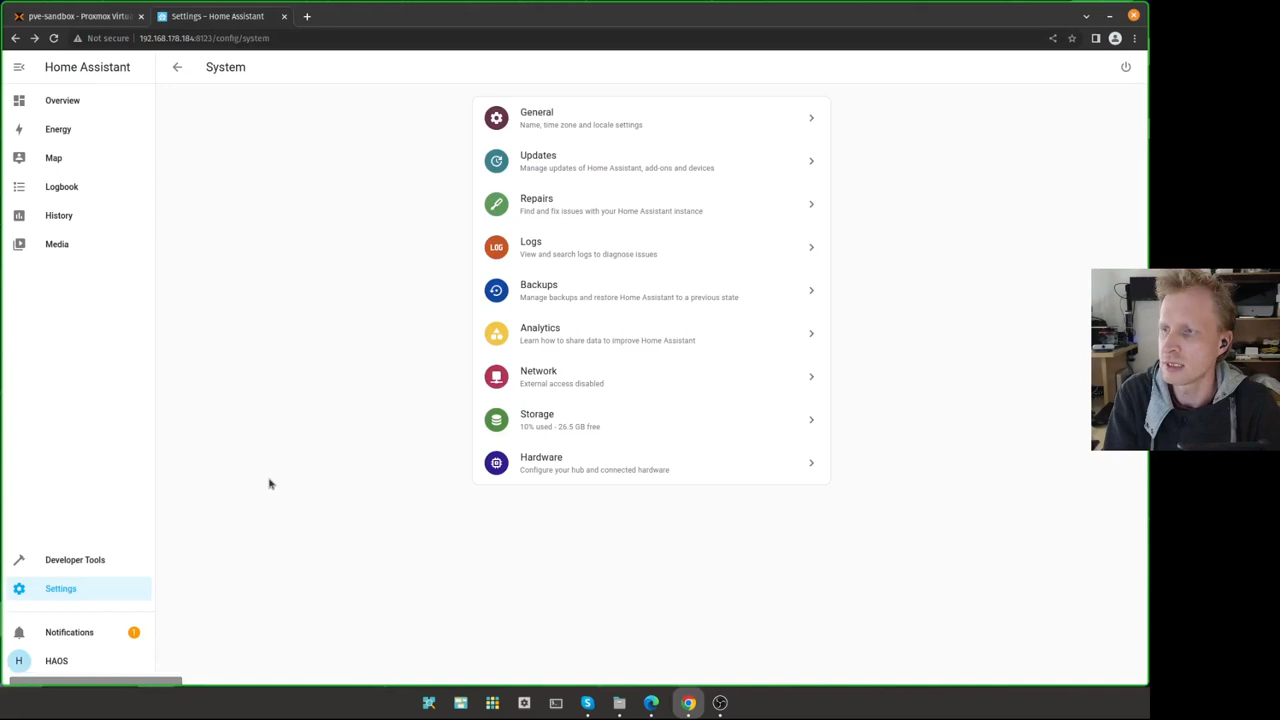 pve-sandbox - Proxmox Virtu
Settings – Home Assistant
Not secure
192.168.178.184:8123/config/system
Home Assistant
System
Overview
Energy
Map
Logbook
History
Media
General
Name, time zone and locale settings
Updates
Manage updates of Home Assistant, add-ons and devices
Repairs
Find and fix issues with your Home Assistant instance
LOG
Logs
View and search logs to diagnose issues
Backups
Manage backups and restore Home Assistant to a previous state
Analytics
Learn how to share data to improve Home Assistant
Network
External access disabled
Storage
10% used - 26.5 GB free
Hardware
Configure your hub and connected hardware
Developer Tools
Settings
Notifications
1
H
HAOS